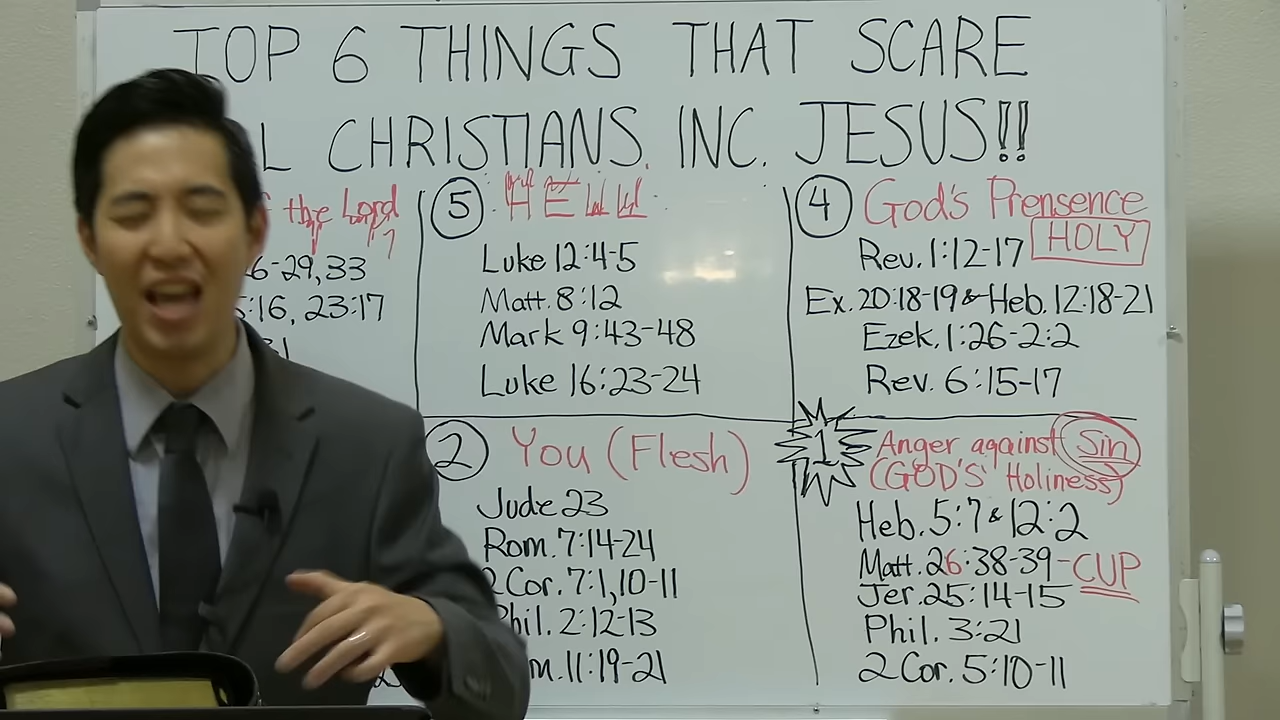 TOP 6 THINGS THAT SCARE
CHRISTIANS. INC. JESUS!!
the Lord
6-29, 33
:16, 23:17
5 HELL
Luke 12:4-5
Matt. 8:12
Mark 9:43-48
Luke 16:23-24
4 God's Prensence
HOLY
Rev. 1:12-17
Ex. 20:18-19 & Heb. 12:18-21
Ezek. 1:26-2:2
Rev. 6:15-17
2 You (Flesh)
Jude 23
Rom. 7:14-24
2 Cor. 7:1, 10-11
Phil. 2:12-13
m. 11:19-21
1 Anger against Sin
(GOD'S Holiness)
Heb. 5:7 & 12:2
Matt. 26:38-39-CUP
Jer. 25:14-15
Phil. 3:21
2 Cor. 5:10-11